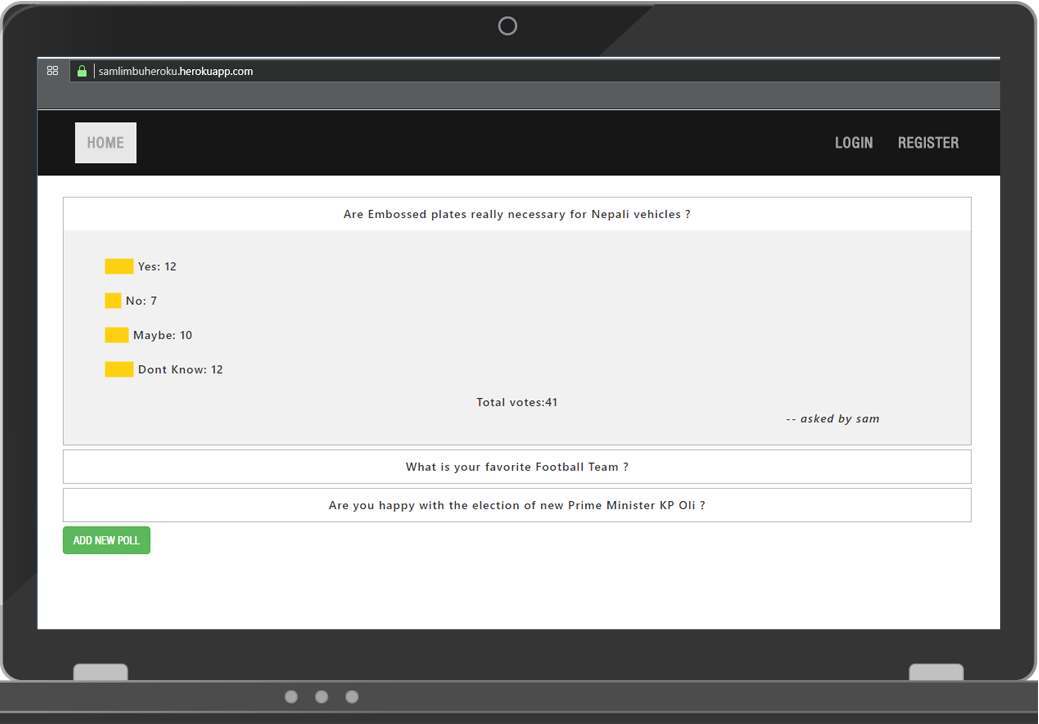 samlimbuheroku.herokuapp.com
HOME
LOGIN
REGISTER
Are Embossed plates really necessary for Nepali vehicles ?
Yes: 12
No: 7
Maybe: 10
Dont Know: 12
Total votes:41
-- asked by sam
What is your favorite Football Team ?
Are you happy with the election of new Prime Minister KP Oli ?
ADD NEW POLL